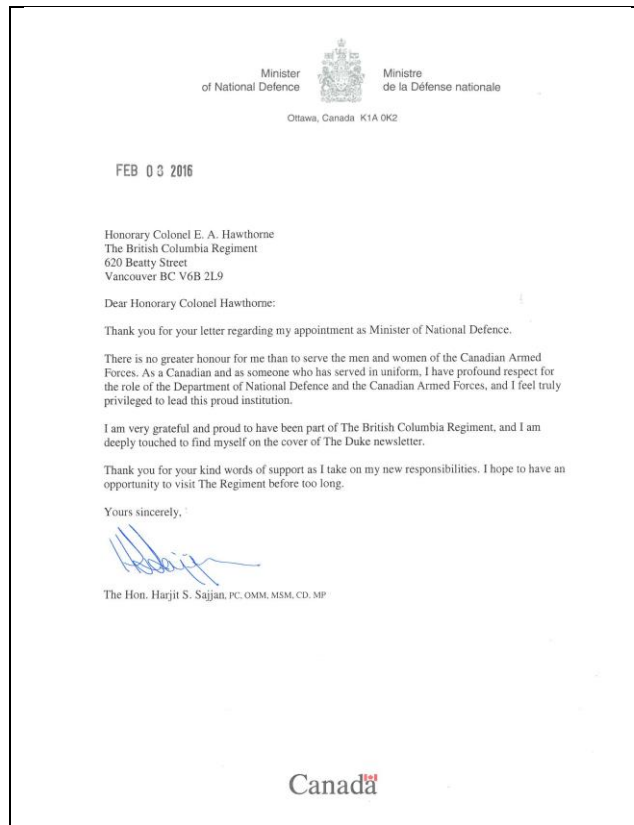 Minister
of National Defence
Ministre
de la Défense nationale
Ottawa, Canada K1A 0K2
FEB 03 2016
Honorary Colonel E. A. Hawthorne
The British Columbia Regiment
620 Beatty Street
Vancouver BC V6B 2L9
Dear Honorary Colonel Hawthorne:
Thank you for your letter regarding my appointment as Minister of National Defence.
There is no greater honour for me than to serve the men and women of the Canadian Armed
Forces. As a Canadian and as someone who has served in uniform, I have profound respect for
the role of the Department of National Defence and the Canadian Armed Forces, and I feel truly
privileged to lead this proud institution.
I am very grateful and proud to have been part of The British Columbia Regiment, and I am
deeply touched to find myself on the cover of The Duke newsletter.
Thank you for your kind words of support as I take on my new responsibilities. I hope to have an
opportunity to visit The Regiment before too long.
Yours sincerely,
The Hon. Harjit S. Sajjan, PC, OMM, MSM, CD, MP
Canada